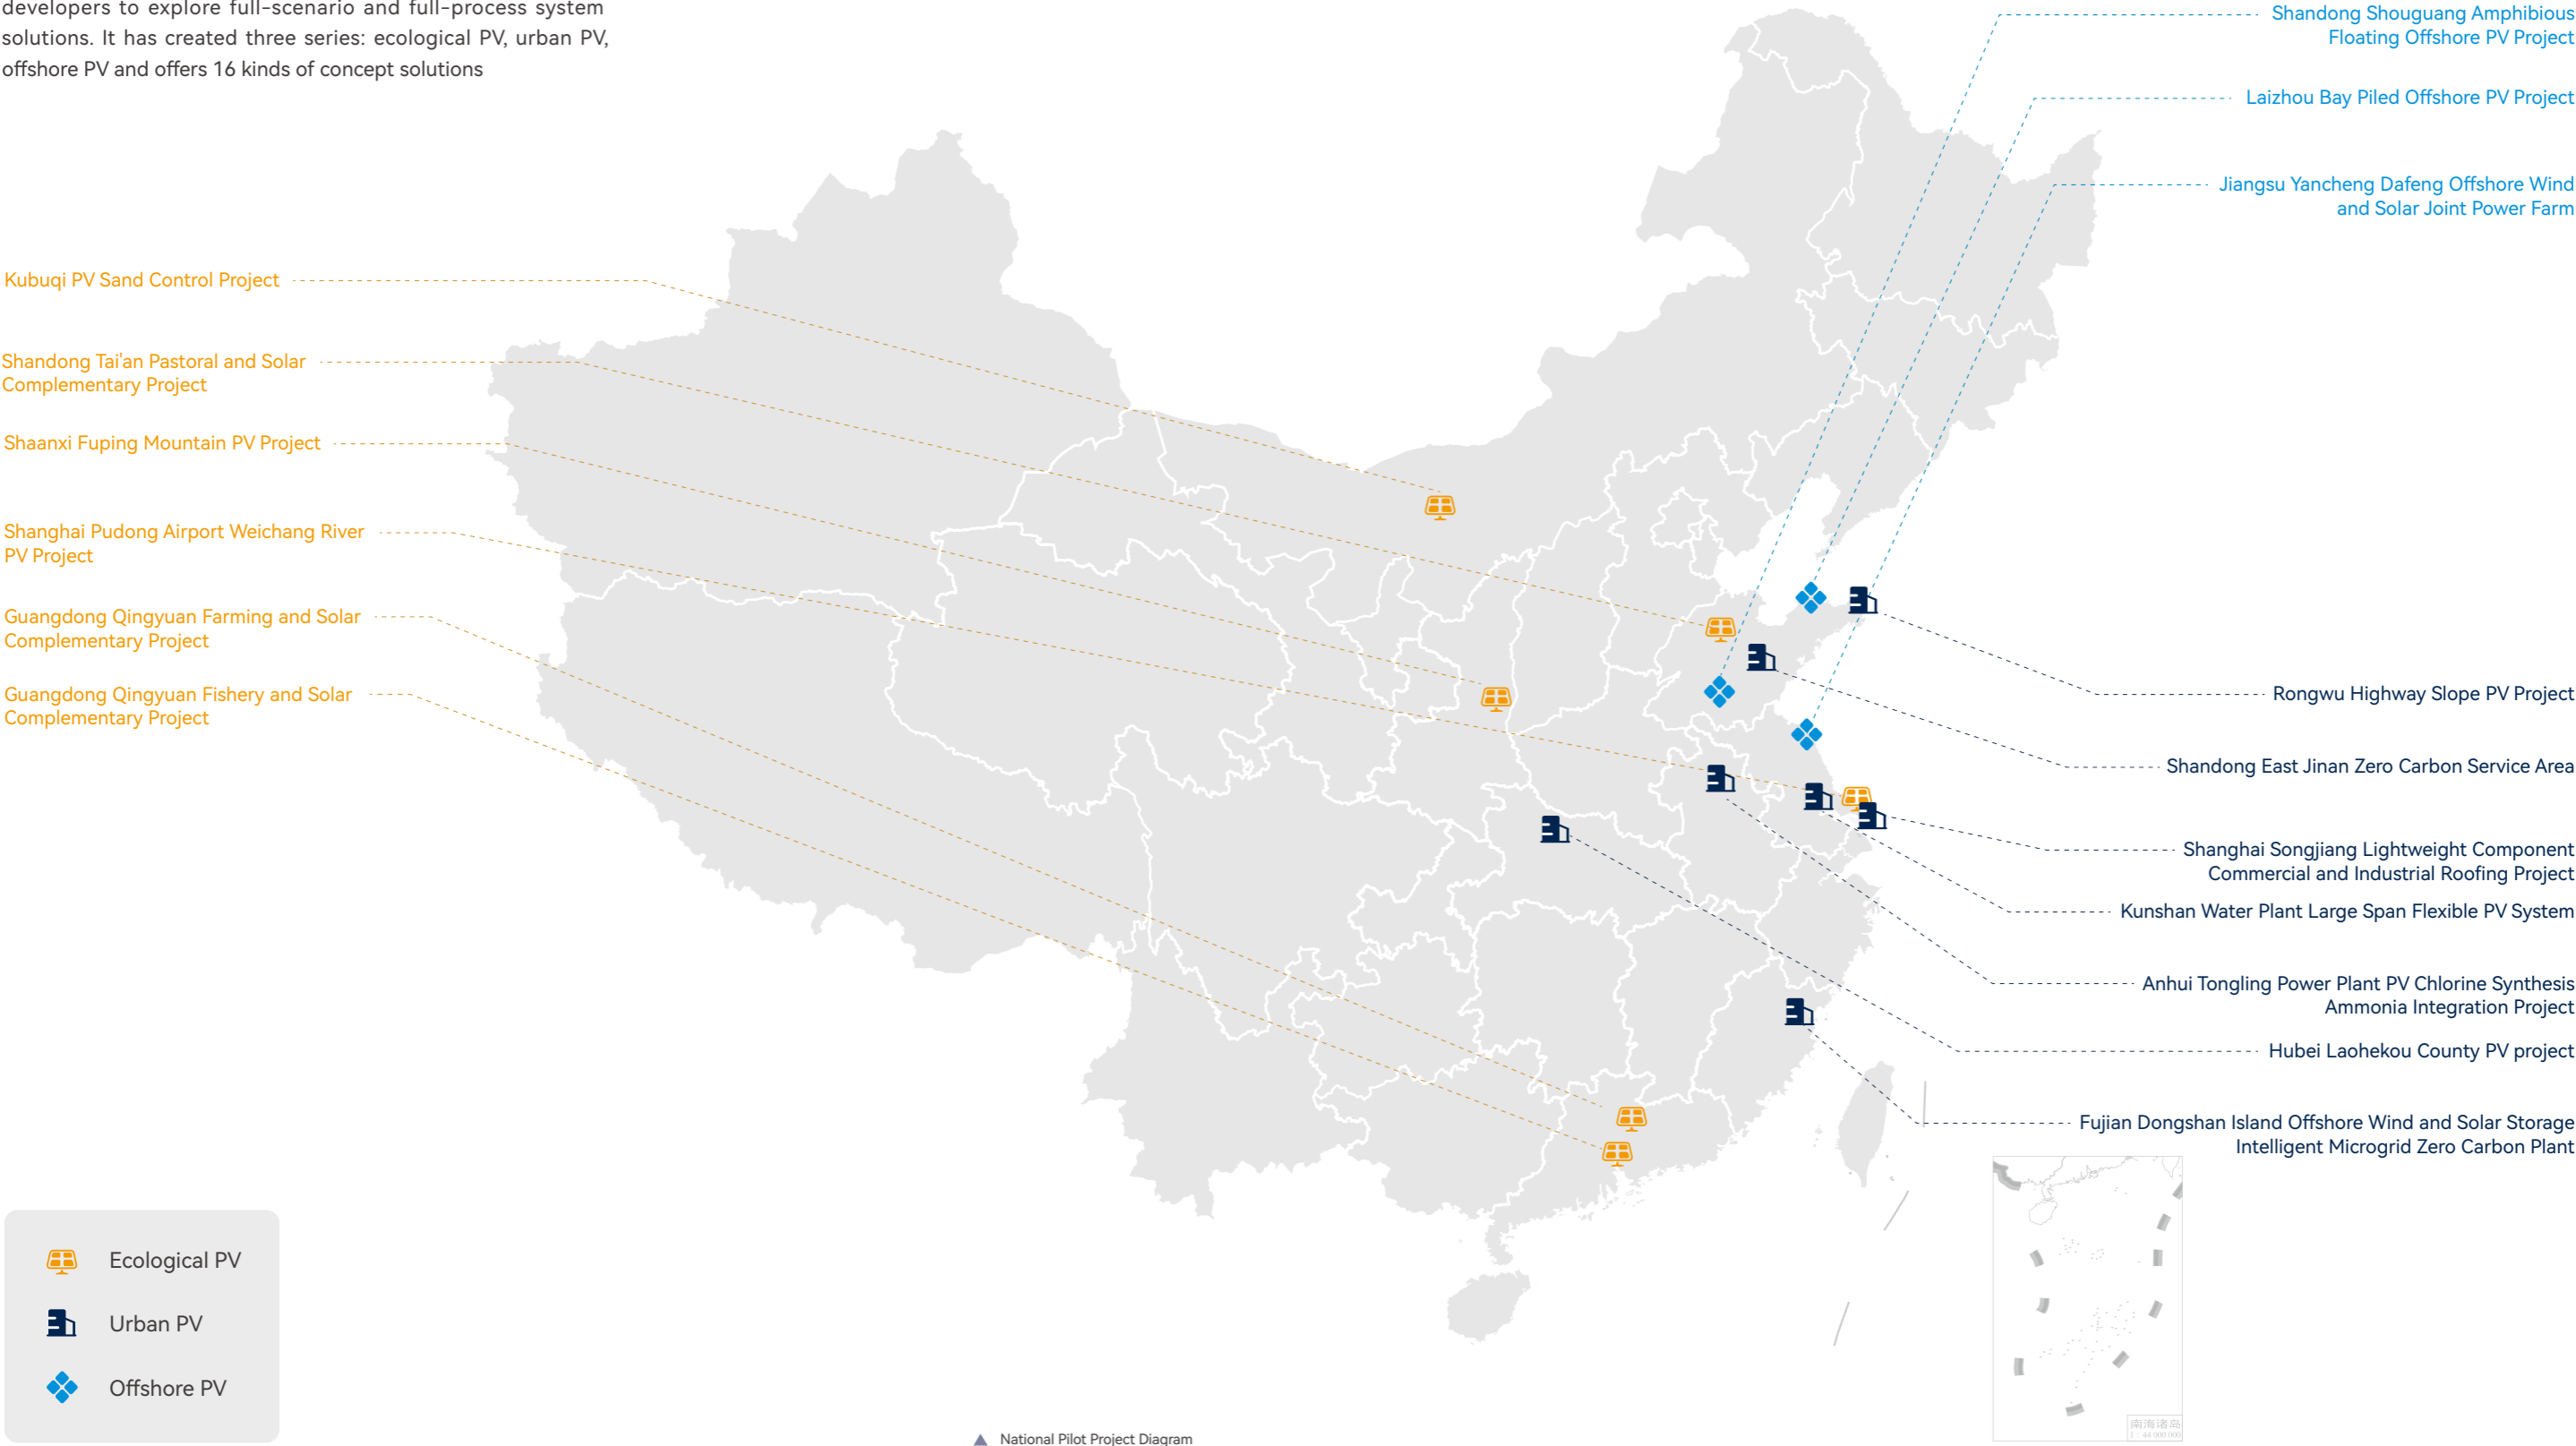 developers to explore full-scenario and full-process system
solutions. It has created three series: ecological PV, urban PV,
offshore PV and offers 16 kinds of concept solutions
Shandong Shouguang Amphibious
Floating Offshore PV Project
Laizhou Bay Piled Offshore PV Project
Jiangsu Yancheng Dafeng Offshore Wind
and Solar Joint Power Farm
Kubuqi PV Sand Control Project
Shandong Tai'an Pastoral and Solar
Complementary Project
Shaanxi Fuping Mountain PV Project
Shanghai Pudong Airport Weichang River
PV Project
Guangdong Qingyuan Farming and Solar
Complementary Project
Guangdong Qingyuan Fishery and Solar
Complementary Project
Rongwu Highway Slope PV Project
Shandong East Jinan Zero Carbon Service Area
Shanghai Songjiang Lightweight Component
Commercial and Industrial Roofing Project
Kunshan Water Plant Large Span Flexible PV System
Anhui Tongling Power Plant PV Chlorine Synthesis
Ammonia Integration Project
Hubei Laohekou County PV project
Fujian Dongshan Island Offshore Wind and Solar Storage
Intelligent Microgrid Zero Carbon Plant
Ecological PV
Urban PV
Offshore PV
南海诸岛
1：44 000 000
National Pilot Project Diagram